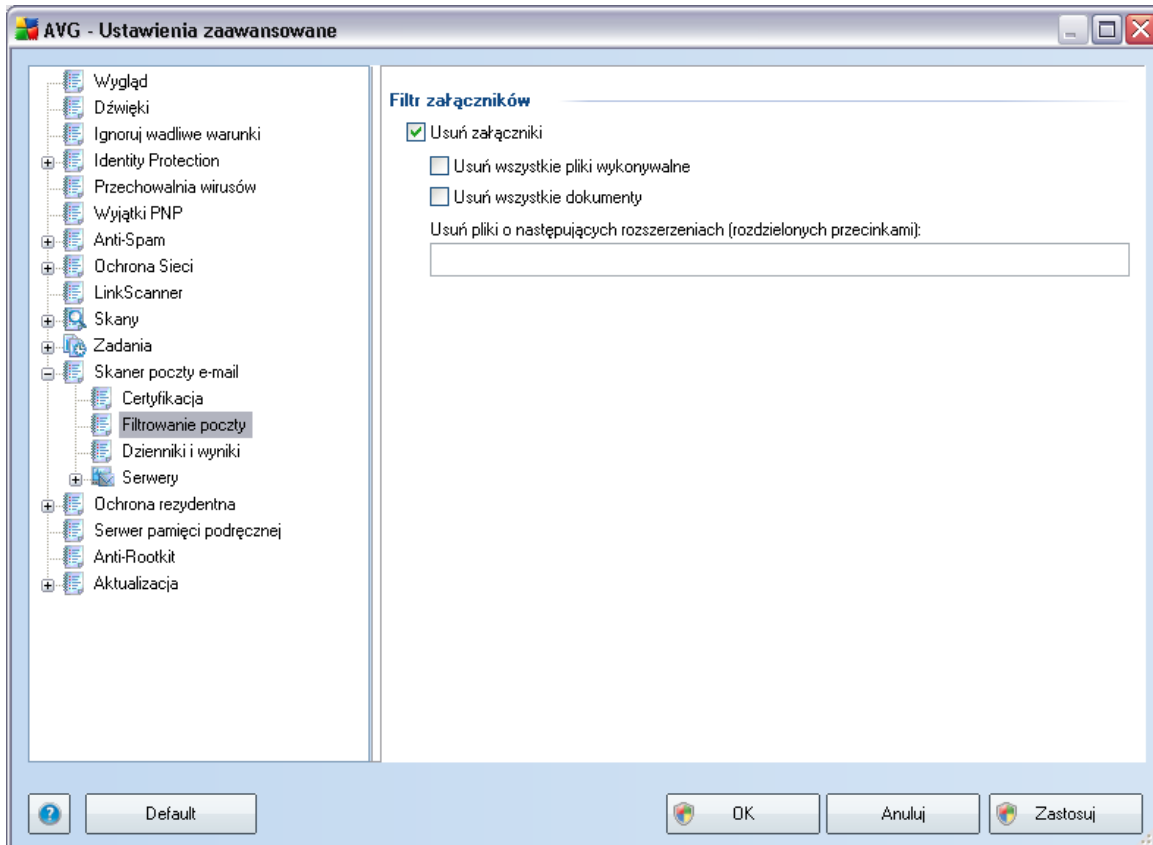 AVG - Ustawienia zaawansowane
Wygląd
Dźwięki
Ignoruj wadliwe warunki
Identity Protection
Przechowalnia wirusów
Wyjątki PNP
Anti-Spam
Ochrona Sieci
LinkScanner
Skany
Zadania
Skaner poczty e-mail
Certyfikacja
Filtrowanie poczty
Dzienniki i wyniki
Serwery
Ochrona rezydentna
Serwer pamięci podręcznej
Anti-Rootkit
Aktualizacja
Filtr załączników
Usuń załączniki
Usuń wszystkie pliki wykonywalne
Usuń wszystkie dokumenty
Usuń pliki o następujących rozszerzeniach (rozdzielonych przecinkami):
Default
OK
Anuluj
Zastosuj